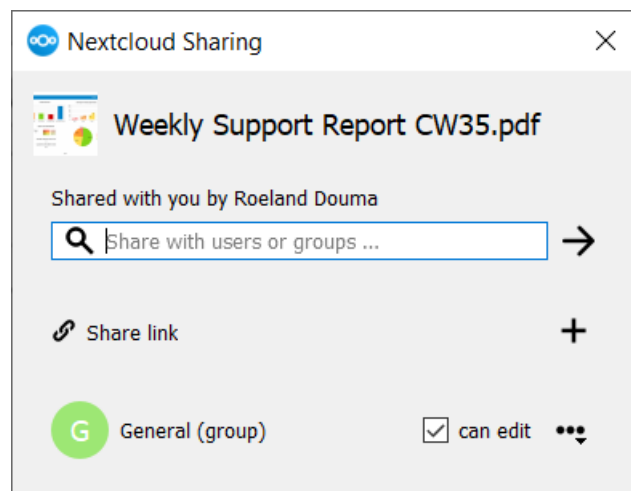 Nextcloud Sharing
Weekly Support Report CW35.pdf
Shared with you by Roeland Douma
Share with users or groups ...
Share link
G General (group) can edit